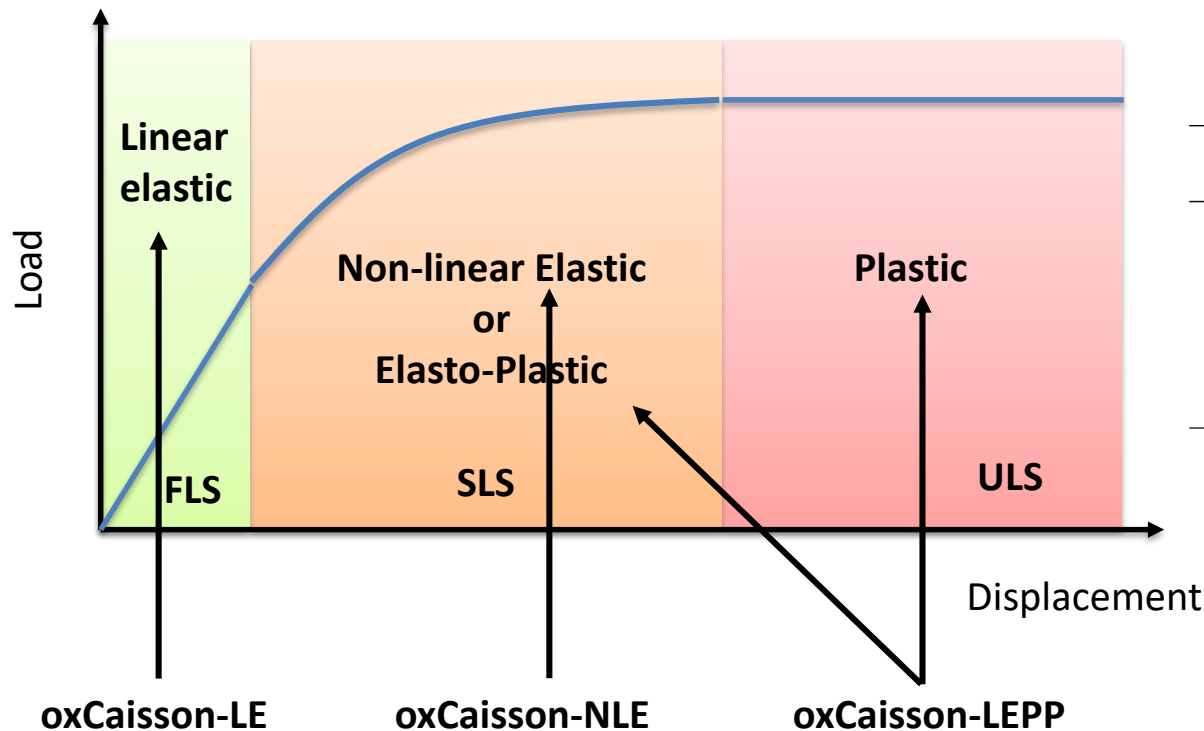 Linear
elastic
Load
Non-linear Elastic
or
Elasto-Plastic
Plastic
FLS
SLS
ULS
Displacement
oxCaisson-LE
oxCaisson-NLE
oxCaisson-LEPP